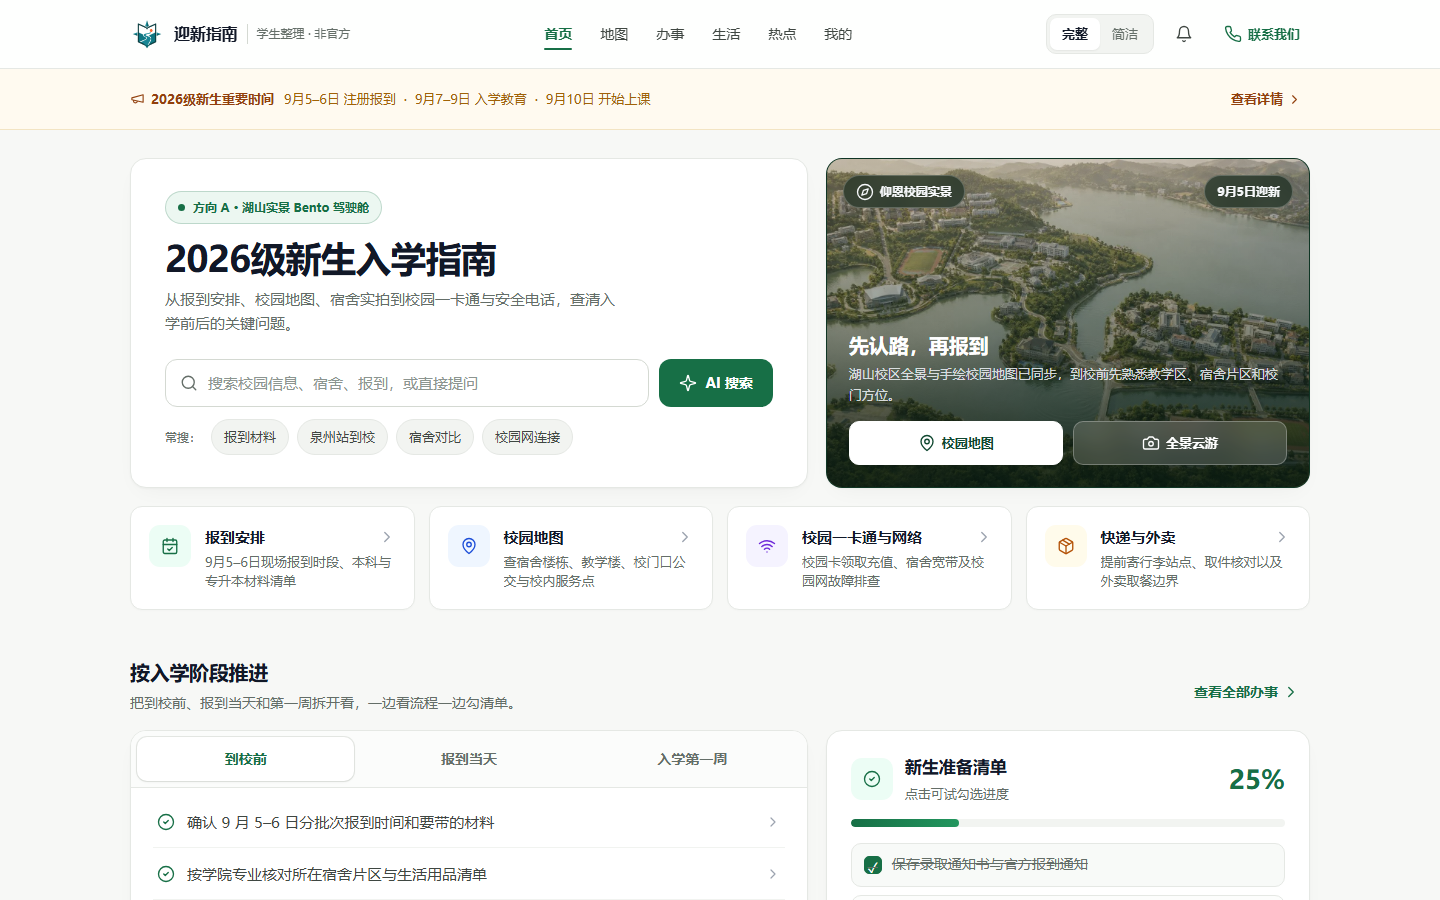 迎新指南
学生整理 · 非官方
首页
地图
办事
生活
热点
我的
完整
简洁
联系我们
2026级新生重要时间 9月5–6日 注册报到 · 9月7–9日 入学教育 · 9月10日 开始上课
查看详情
方向 A • 湖山实景 Bento 驾驶舱
2026级新生入学指南
从报到安排、校园地图、宿舍实拍到校园一卡通与安全电话，查清入
学前后的关键问题。
搜索校园信息、宿舍、报到，或直接提问
AI 搜索
常搜：
报到材料
泉州站到校
宿舍对比
校园网连接
仰恩校园实景
9月5日迎新
先认路，再报到
湖山校区全景与手绘校园地图已同步，到校前先熟悉教学区、宿舍片区和校
门方位。
校园地图
全景云游
报到安排
9月5–6日现场报到时段、本科与
专升本材料清单
校园地图
查宿舍楼栋、教学楼、校门口公
交与校内服务点
校园一卡通与网络
校园卡领取充值、宿舍宽带及校
园网故障排查
快递与外卖
提前寄行李站点、取件核对以及
外卖取餐边界
按入学阶段推进
把到校前、报到当天和第一周拆开看，一边看流程一边勾清单。
查看全部办事
到校前
报到当天
入学第一周
确认 9 月 5–6 日分批次报到时间和要带的材料
按学院专业核对所在宿舍片区与生活用品清单
新生准备清单
点击可试勾选进度
25%
保存录取通知书与官方报到通知